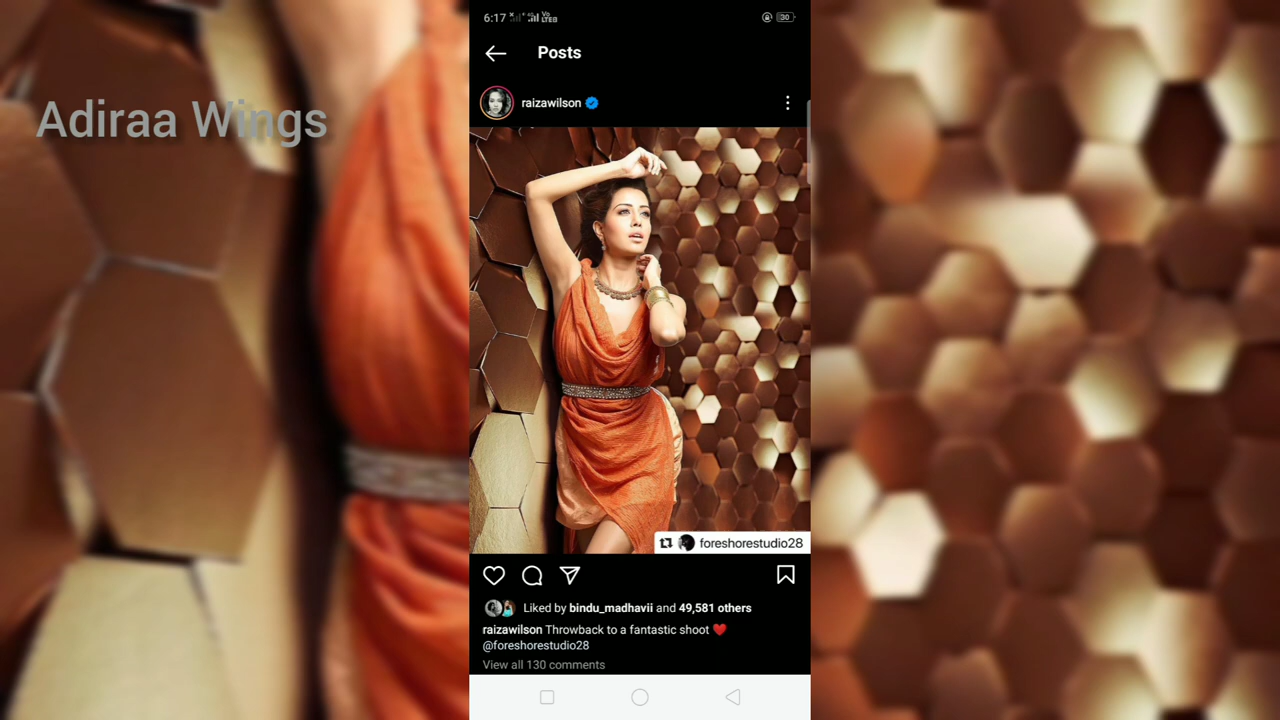 Adiraa Wings
6:17
30
Posts
raizawilson
foreshorestudio28
Liked by bindu_madhavii and 49,581 others
raizawilson Throwback to a fantastic shoot ❤️
@foreshorestudio28
View all 130 comments